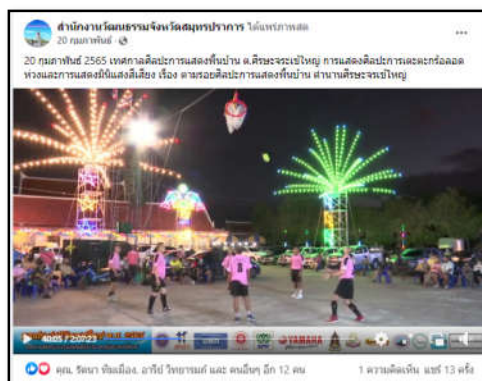 สำนักงานวัฒนธรรมจังหวัดสมุทรปราการ ได้แพร่ภาพสด
20 กุมภาพันธ์
20 กุมภาพันธ์ 2565 เทศกาลศิลปะการแสดงพื้นบ้าน ต.ศีรษะจรเข้ใหญ่ การแสดงศิลปการเตะตะกร้อลอด
ห่วงและการแสดงมินิแสงสีเสียง เรื่อง ตามรอยศิลปะการแสดงพื้นบ้าน ตำนานศีรษะจรเข้ใหญ่
8
40:05 / 2:07:23
YAMAHA
คุณ, รัตนา ทิมเมือง, อารีย์ วิทยารมภ์ และ คนอื่นๆ อีก 12 คน
1 ความคิดเห็น แชร์ 13 ครั้ง